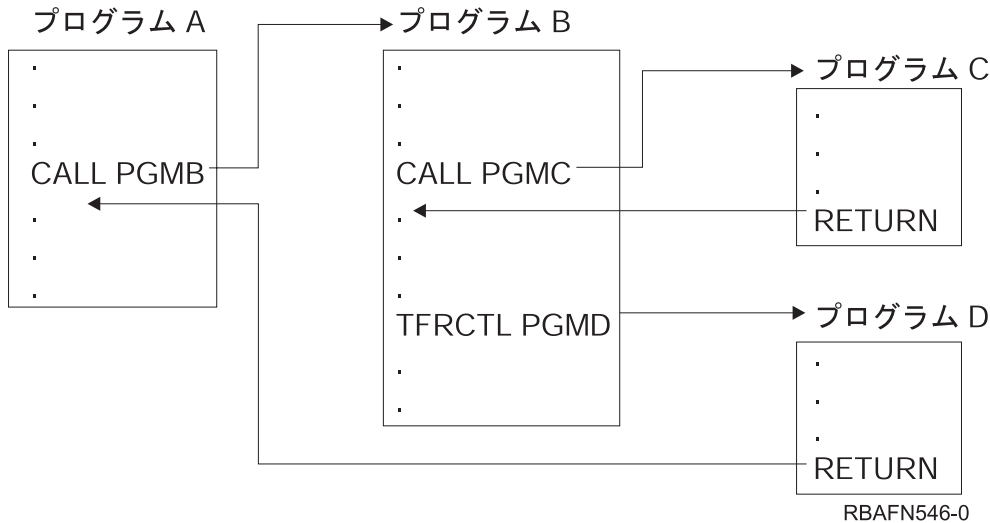 プログラム A
.
.
.
CALL PGMB
.
.
.
プログラム B
.
.
.
CALL PGMC
.
.
.
TFRCTL PGMD
.
.
プログラム C
.
.
.
RETURN
プログラム D
.
.
.
RETURN
RBAFN546-0